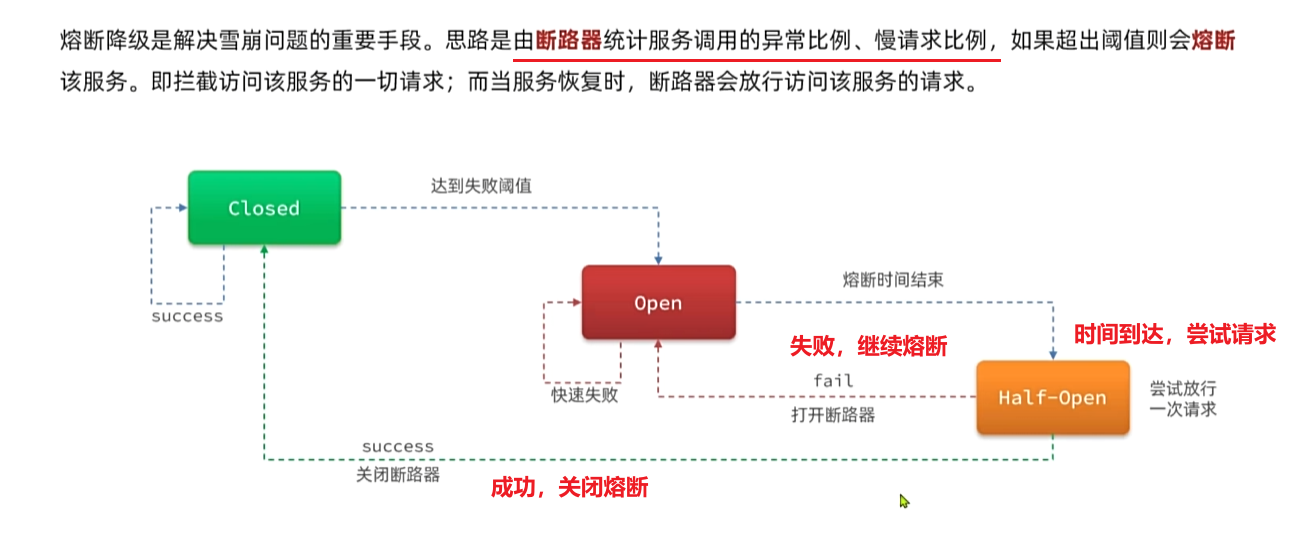 熔断降级是解决雪崩问题的重要手段。思路是由断路器统计服务调用的异常比例、慢请求比例，如果超出阈值则会熔断
该服务。即拦截访问该服务的一切请求；而当服务恢复时，断路器会放行访问该服务的请求。
达到失败阈值
Closed
success
熔断时间结束
Open
时间到达，尝试请求
失败，继续熔断
fail
快速失败
打开断路器
Half-Open
尝试放行
一次请求
success
关闭断路器
成功，关闭熔断